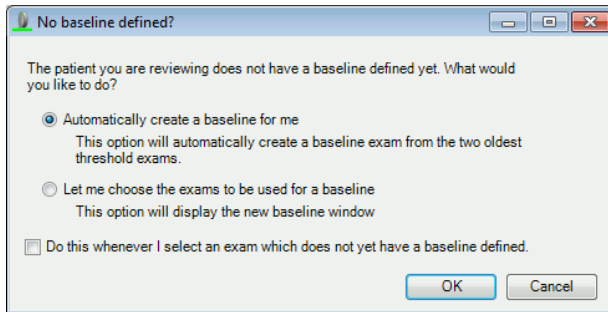 No baseline defined?
The patient you are reviewing does not have a baseline defined yet. What would
you like to do?
Automatically create a baseline for me
This option will automatically create a baseline exam from the two oldest
threshold exams.
Let me choose the exams to be used for a baseline
This option will display the new baseline window
Do this whenever I select an exam which does not yet have a baseline defined.
OK
Cancel